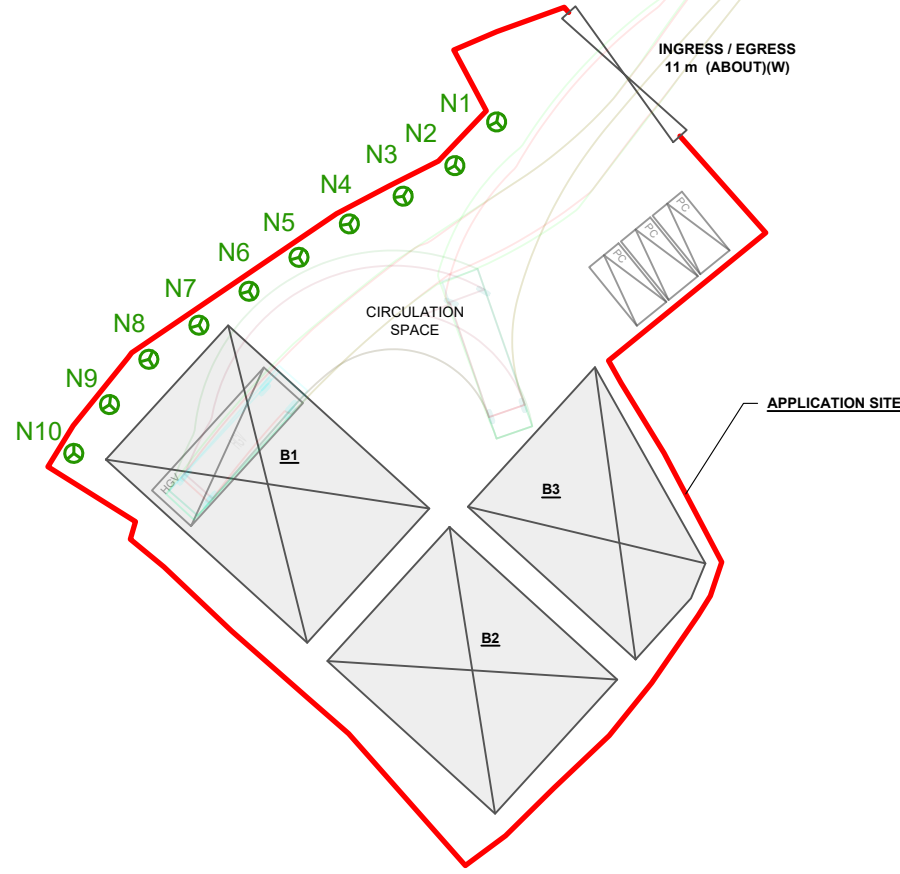 INGRESS / EGRESS
11 m (ABOUT)(W)
N1
N2
N3
N4
N5
N6
N7
N8
N9
N10
PC
PC
PC
CIRCULATION
SPACE
APPLICATION SITE
HGV
B1
B3
B2